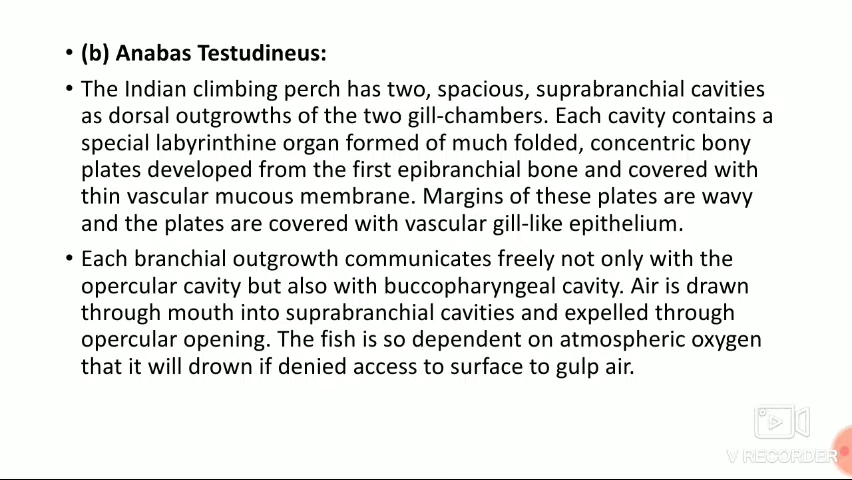 • (b) Anabas Testudineus:
• The Indian climbing perch has two, spacious, suprabranchial cavities
as dorsal outgrowths of the two gill-chambers. Each cavity contains a
special labyrinthine organ formed of much folded, concentric bony
plates developed from the first epibranchial bone and covered with
thin vascular mucous membrane. Margins of these plates are wavy
and the plates are covered with vascular gill-like epithelium.
• Each branchial outgrowth communicates freely not only with the
opercular cavity but also with buccopharyngeal cavity. Air is drawn
through mouth into suprabranchial cavities and expelled through
opercular opening. The fish is so dependent on atmospheric oxygen
that it will drown if denied access to surface to gulp air.
V RECORDER